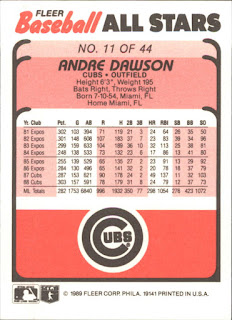 FLEER
Baseball ALL STARS
NO. 11 OF 44
ANDRE DAWSON
CUBS • OUTFIELD
Height 6'3", Weight 195
Bats Right, Throws Right
Born 7-10-54, Miami, FL
Home Miami, FL
Yr. Club Pct. G AB R H 2B 3B HR RBI SB BB SO
81 Expos 302 103 394 71 119 21 3 24 64 26 35 50
82 Expos 301 148 608 107 183 37 7 23 83 39 34 96
83 Expos 299 159 633 104 189 36 10 32 113 25 38 81
84 Expos 248 138 533 73 132 23 6 17 86 13 41 80
85 Expos 255 139 529 65 135 27 2 23 91 13 29 92
86 Expos 284 130 496 65 141 32 2 20 78 18 37 79
87 Cubs 287 153 621 90 178 24 2 49 137 11 32 103
88 Cubs 303 157 591 78 179 31 8 24 79 12 37 73
ML Totals 282 1753 6840 996 1932 350 77 298 1054 276 423 1072
CUBS
© 1989 FLEER CORP. PHILA. 19141 PRINTED IN U.S.A.